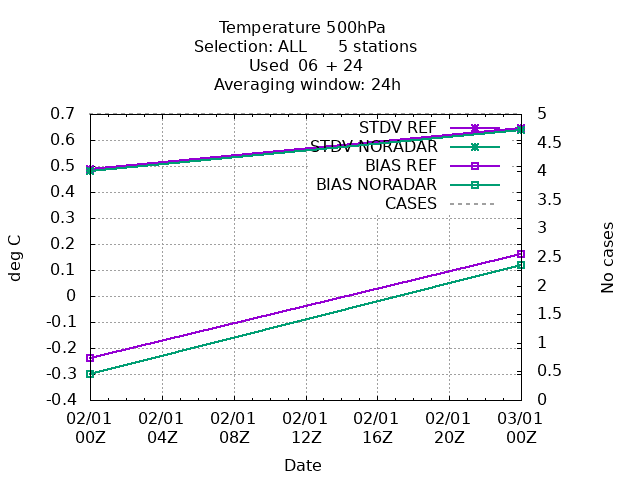 Temperature 500hPa
Selection: ALL      5 stations
Used  06 + 24
Averaging window: 24h
0.7
0.6
0.5
0.4
0.3
0.2
0.1
0
-0.1
-0.2
-0.3
-0.4
deg C
STDV REF
STDV NORADAR
BIAS REF
BIAS NORADAR
CASES
5
4.5
4
3.5
3
2.5
2
1.5
1
0.5
0
No cases
02/01 02/01 02/01 02/01 02/01 02/01 03/01
00Z 04Z 08Z 12Z 16Z 20Z 00Z
Date